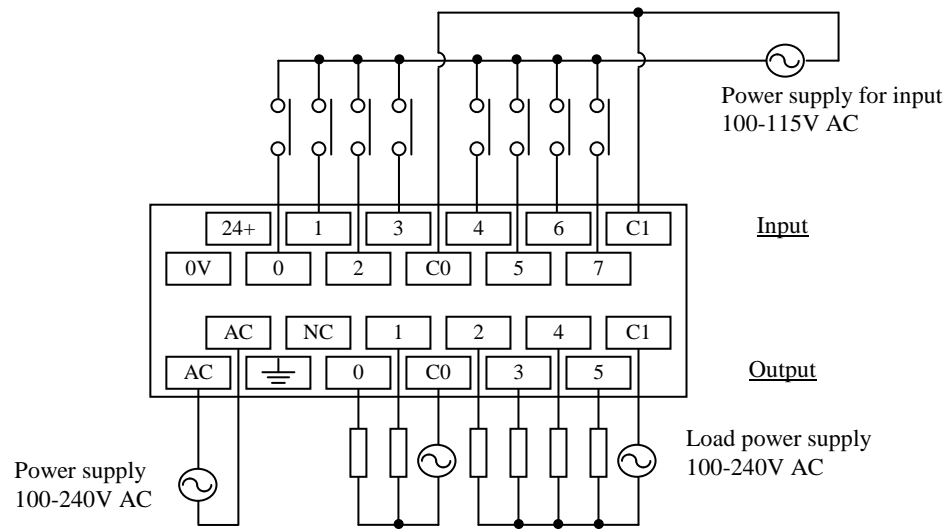 Power supply for input
100-115V AC
24+ 1 3 4 6 C1
Input
0V 0 2 C0 5 7
AC NC 1 2 4 C1
AC 0 C0 3 5
Output
Load power supply
100-240V AC
Power supply
100-240V AC